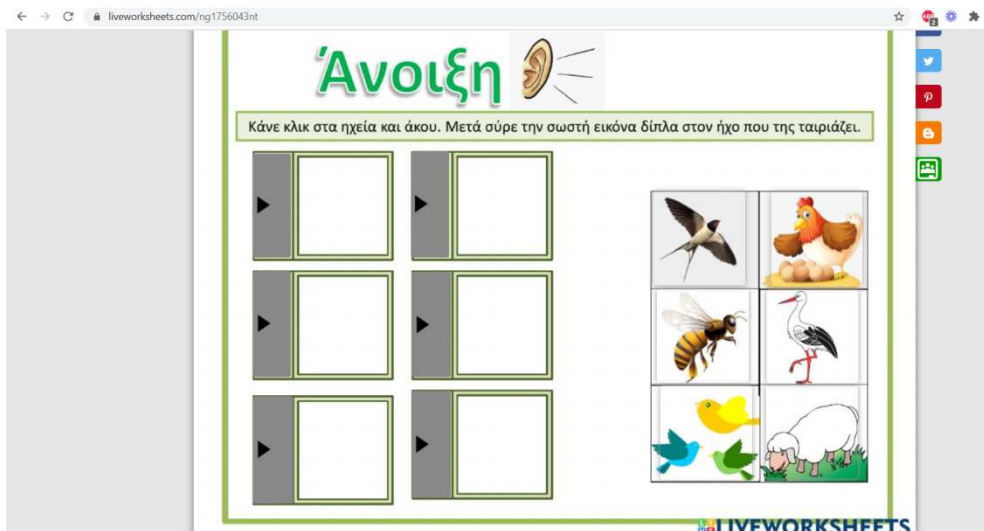 liveworksheets.com/ng1756043nt
2
Άνοιξη
Κάνε κλικ στα ηχεία και άκου. Μετά σύρε την σωστή εικόνα δίπλα στον ήχο που της ταιριάζει.
LIVEWORKSHEETS